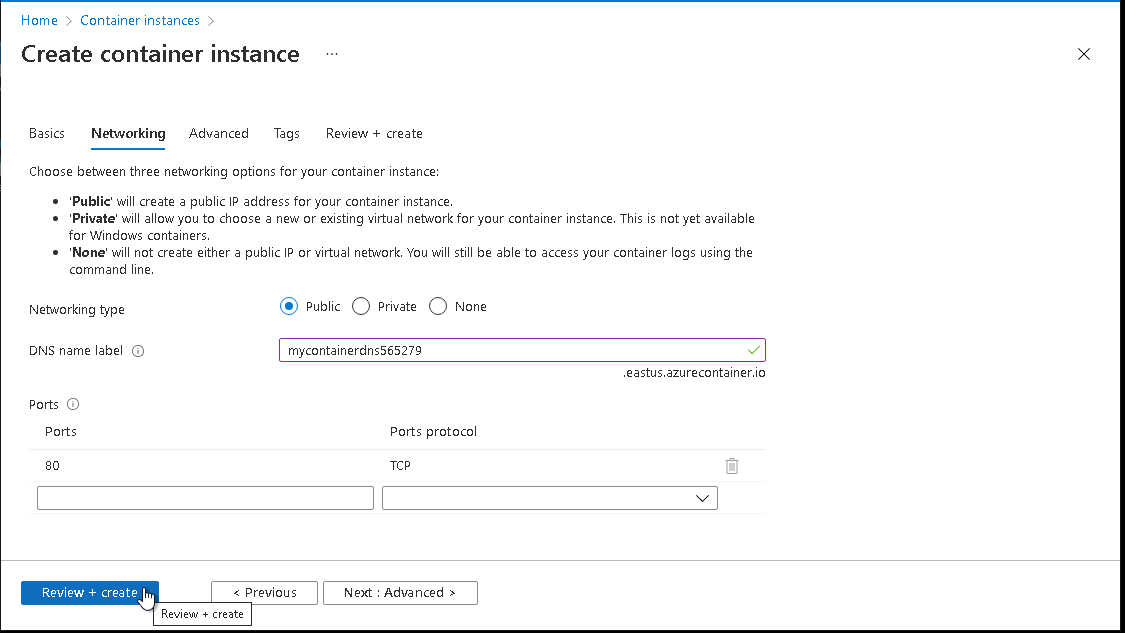 Home > Container instances >
Create container instance ...
Basics Networking Advanced Tags Review + create
Choose between three networking options for your container instance:
• 'Public' will create a public IP address for your container instance.
• 'Private' will allow you to choose a new or existing virtual network for your container instance. This is not yet available
for Windows containers.
• 'None' will not create either a public IP or virtual network. You will still be able to access your container logs using the
command line.
Networking type Public Private None
DNS name label mycontainerdns565279
.eastus.azurecontainer.io
Ports
Ports Ports protocol
80 TCP
Review + create < Previous Next : Advanced >
Review + create